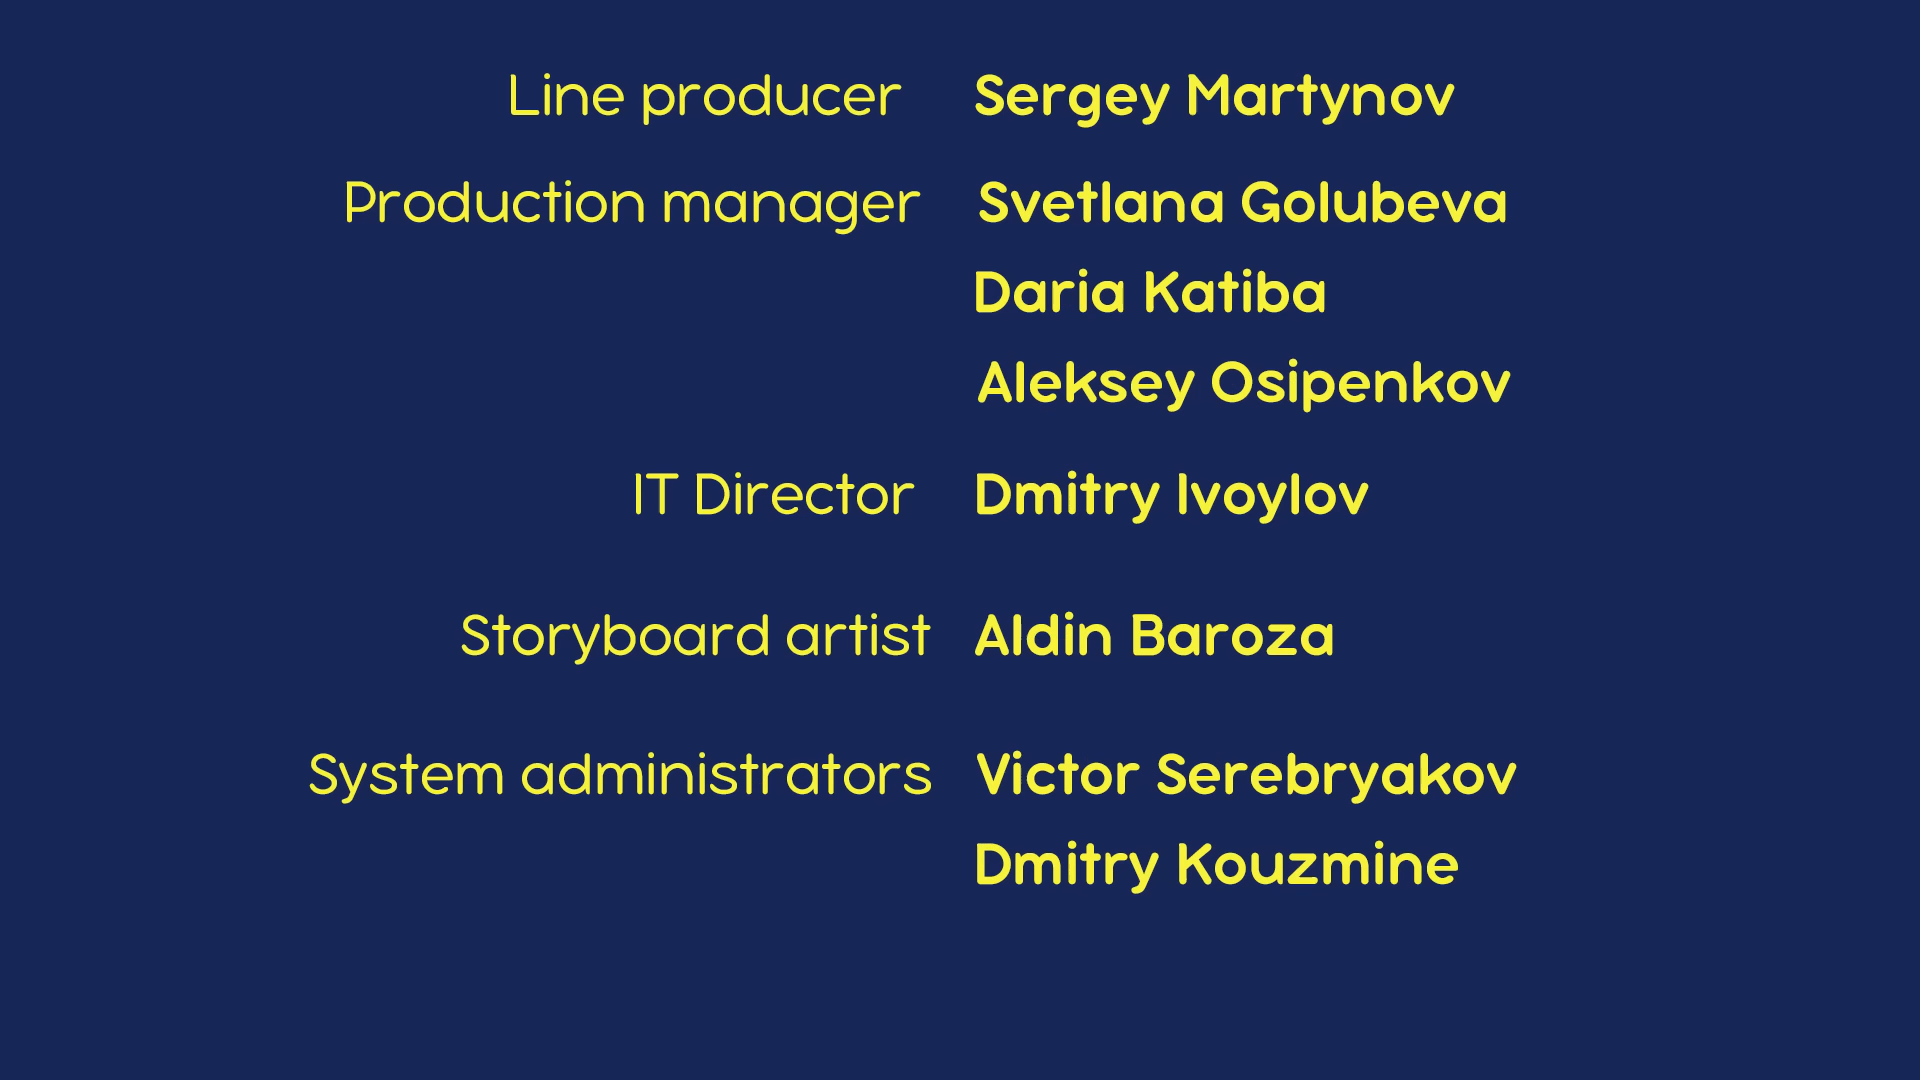 Line producer Sergey Martynov
Production manager Svetlana Golubeva
Daria Katiba
Aleksey Osipenkov
IT Director Dmitry Ivoylov
Storyboard artist Aldin Baroza
System administrators Victor Serebryakov
Dmitry Kouzmine